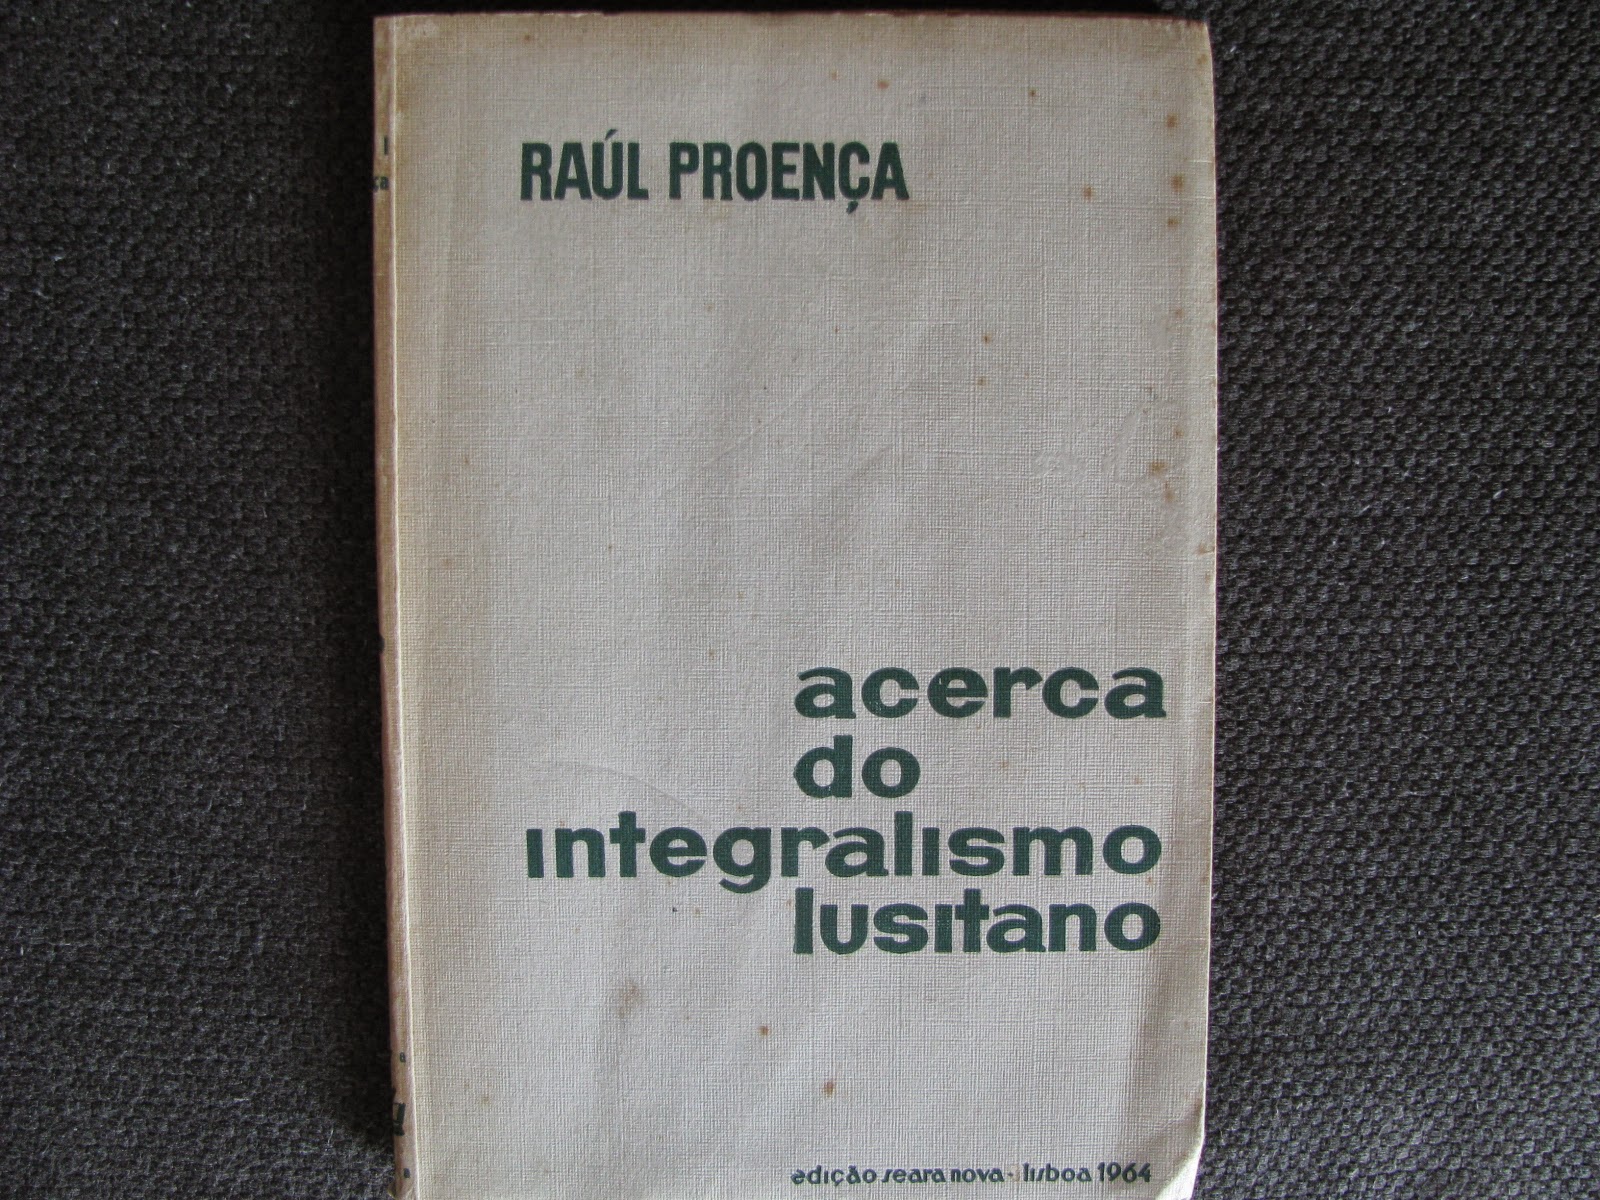 RAÚL PROENÇA
acerca
do
integralismo
lusitano
edição seara nova - lisboa 1964